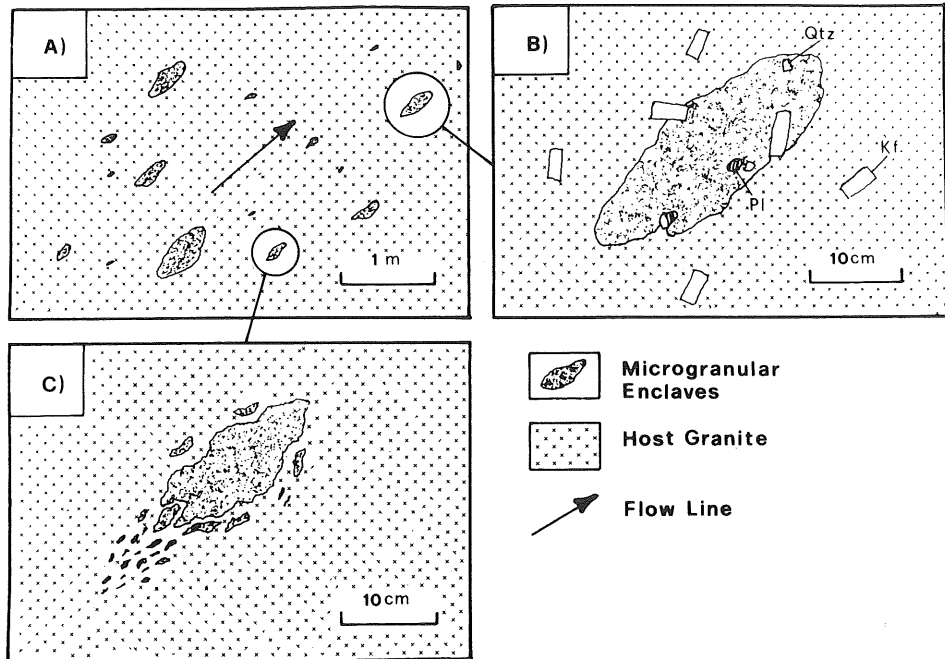 A)
1 m
B)
Qtz
Kf.
Pl
10cm
C)
10cm
Microgranular
Enclaves
Host Granite
Flow Line